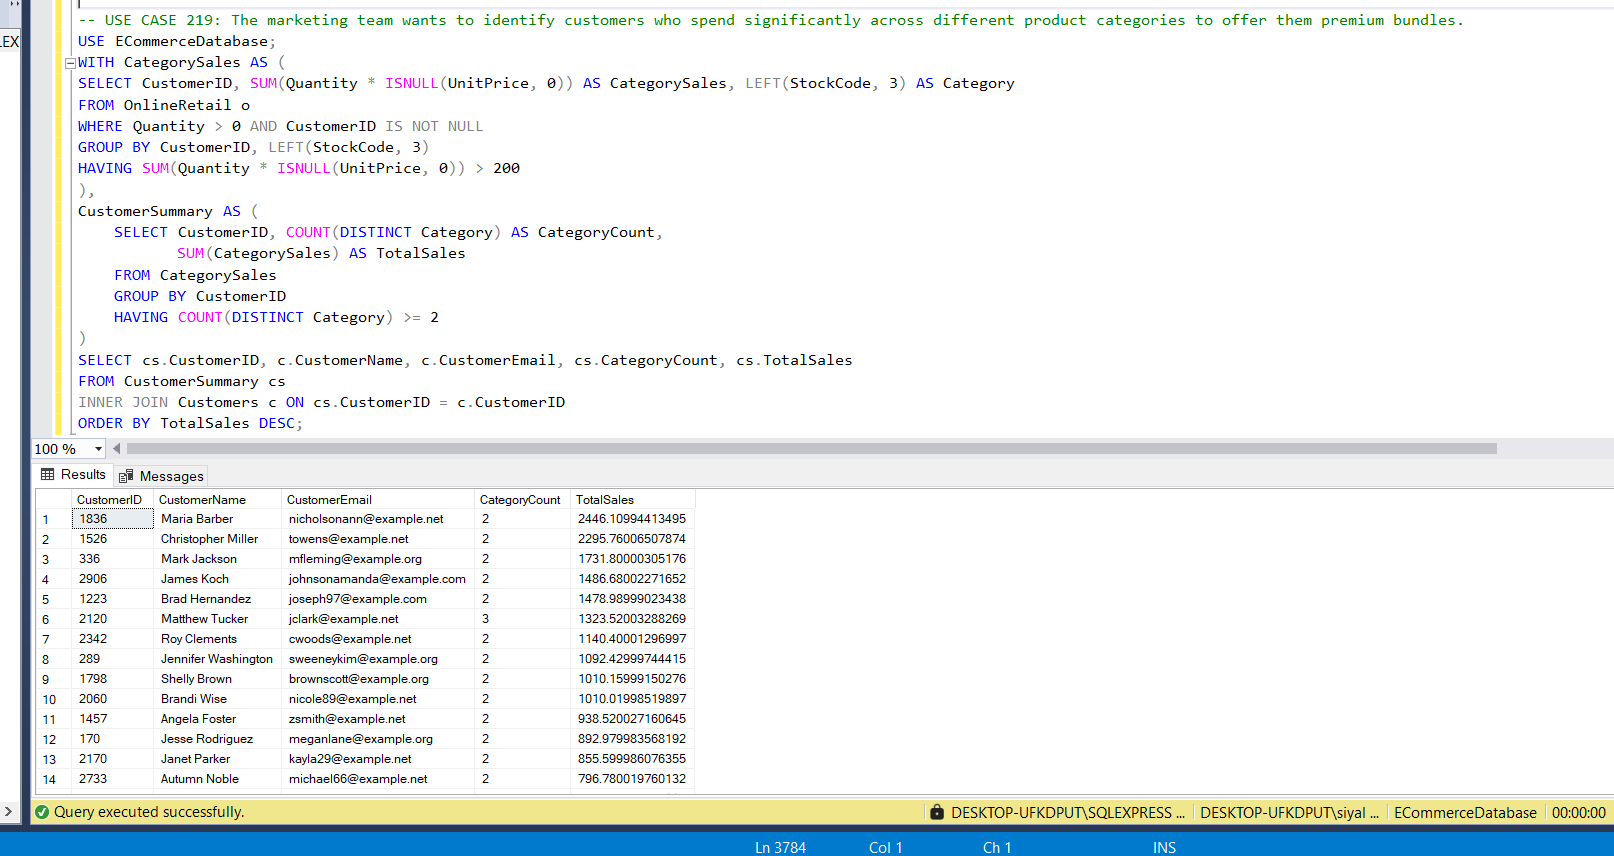 LEX
-- USE CASE 219: The marketing team wants to identify customers who spend significantly across different product categories to offer them premium bundles.
USE ECommerceDatabase;
WITH CategorySales AS (
SELECT CustomerID, SUM(Quantity * ISNULL(UnitPrice, 0)) AS CategorySales, LEFT(StockCode, 3) AS Category
FROM OnlineRetail o
WHERE Quantity > 0 AND CustomerID IS NOT NULL
GROUP BY CustomerID, LEFT(StockCode, 3)
HAVING SUM(Quantity * ISNULL(UnitPrice, 0)) > 200
),
CustomerSummary AS (
SELECT CustomerID, COUNT(DISTINCT Category) AS CategoryCount,
SUM(CategorySales) AS TotalSales
FROM CategorySales
GROUP BY CustomerID
HAVING COUNT(DISTINCT Category) >= 2
)
SELECT cs.CustomerID, c.CustomerName, c.CustomerEmail, cs.CategoryCount, cs.TotalSales
FROM CustomerSummary cs
INNER JOIN Customers c ON cs.CustomerID = c.CustomerID
ORDER BY TotalSales DESC;
100 %
Results Messages
CustomerID CustomerName CustomerEmail CategoryCount TotalSales
1 1836 Maria Barber nicholsonann@example.net 2 2446.10994413495
2 1526 Christopher Miller towens@example.net 2 2295.76006507874
3 336 Mark Jackson mfleming@example.org 2 1731.80000305176
4 2906 James Koch johnsonamanda@example.com 2 1486.68002271652
5 1223 Brad Hernandez joseph97@example.com 2 1478.98999023438
6 2120 Matthew Tucker jclark@example.net 3 1323.52003288269
7 2342 Roy Clements cwoods@example.net 2 1140.40001296997
8 289 Jennifer Washington sweeneykim@example.org 2 1092.42999744415
9 1798 Shelly Brown brownscott@example.org 2 1010.15999150276
10 2060 Brandi Wise nicole89@example.net 2 1010.01998519897
11 1457 Angela Foster zsmith@example.net 2 938.520027160645
12 170 Jesse Rodriguez meganlane@example.org 2 892.979983568192
13 2170 Janet Parker kayla29@example.net 2 855.599986076355
14 2733 Autumn Noble michael66@example.net 2 796.780019760132
Query executed successfully. DESKTOP-UFKDPUT\SQLEXPRESS ... DESKTOP-UFKDPUT\siyal ... ECommerceDatabase 00:00:00
Ln 3784 Col 1 Ch 1 INS